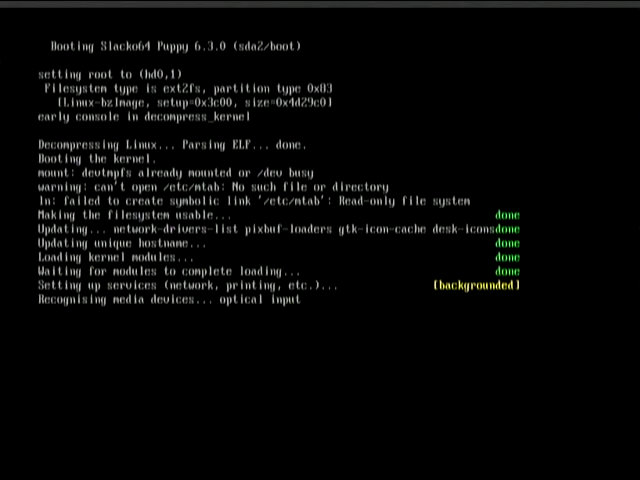 Booting Slacko64 Puppy 6.3.0 (sda2/boot)
setting root to (hd0,1)
Filesystem type is ext2fs, partition type 0x83
[Linux-bzImage, setup=0x3c00, size=0x4d29c0]
early console in decompress_kernel
Decompressing Linux... Parsing ELF... done.
Booting the kernel.
mount: devtmpfs already mounted or /dev busy
warning: can't open /etc/mtab: No such file or directory
ln: failed to create symbolic link '/etc/mtab': Read-only file system
Making the filesystem usable... done
Updating... network-drivers-list pixbuf-loaders gtk-icon-cache desk-iconsdone
Updating unique hostname... done
Loading kernel modules... done
Waiting for modules to complete loading... done
Setting up services (network, printing, etc.)... [backgrounded]
Recognising media devices... optical input